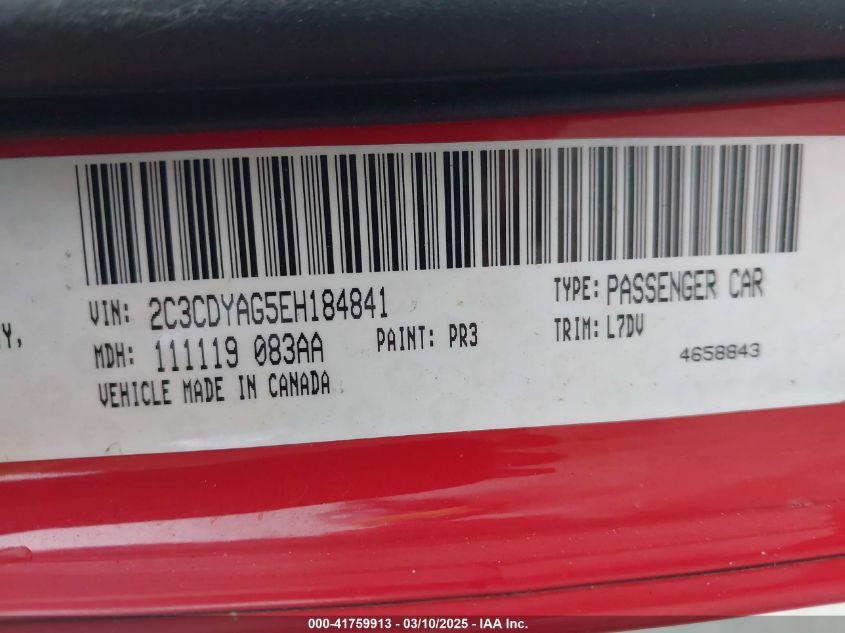 VIN: 2C3CDYAG5EH184841
TYPE: PASSENGER CAR
Y,
MDH: 111119 083AA
PAINT: PR3
TRIM: L7DV
4658843
VEHICLE MADE IN CANADA
000-41759913 - 03/10/2025 - IAA Inc.